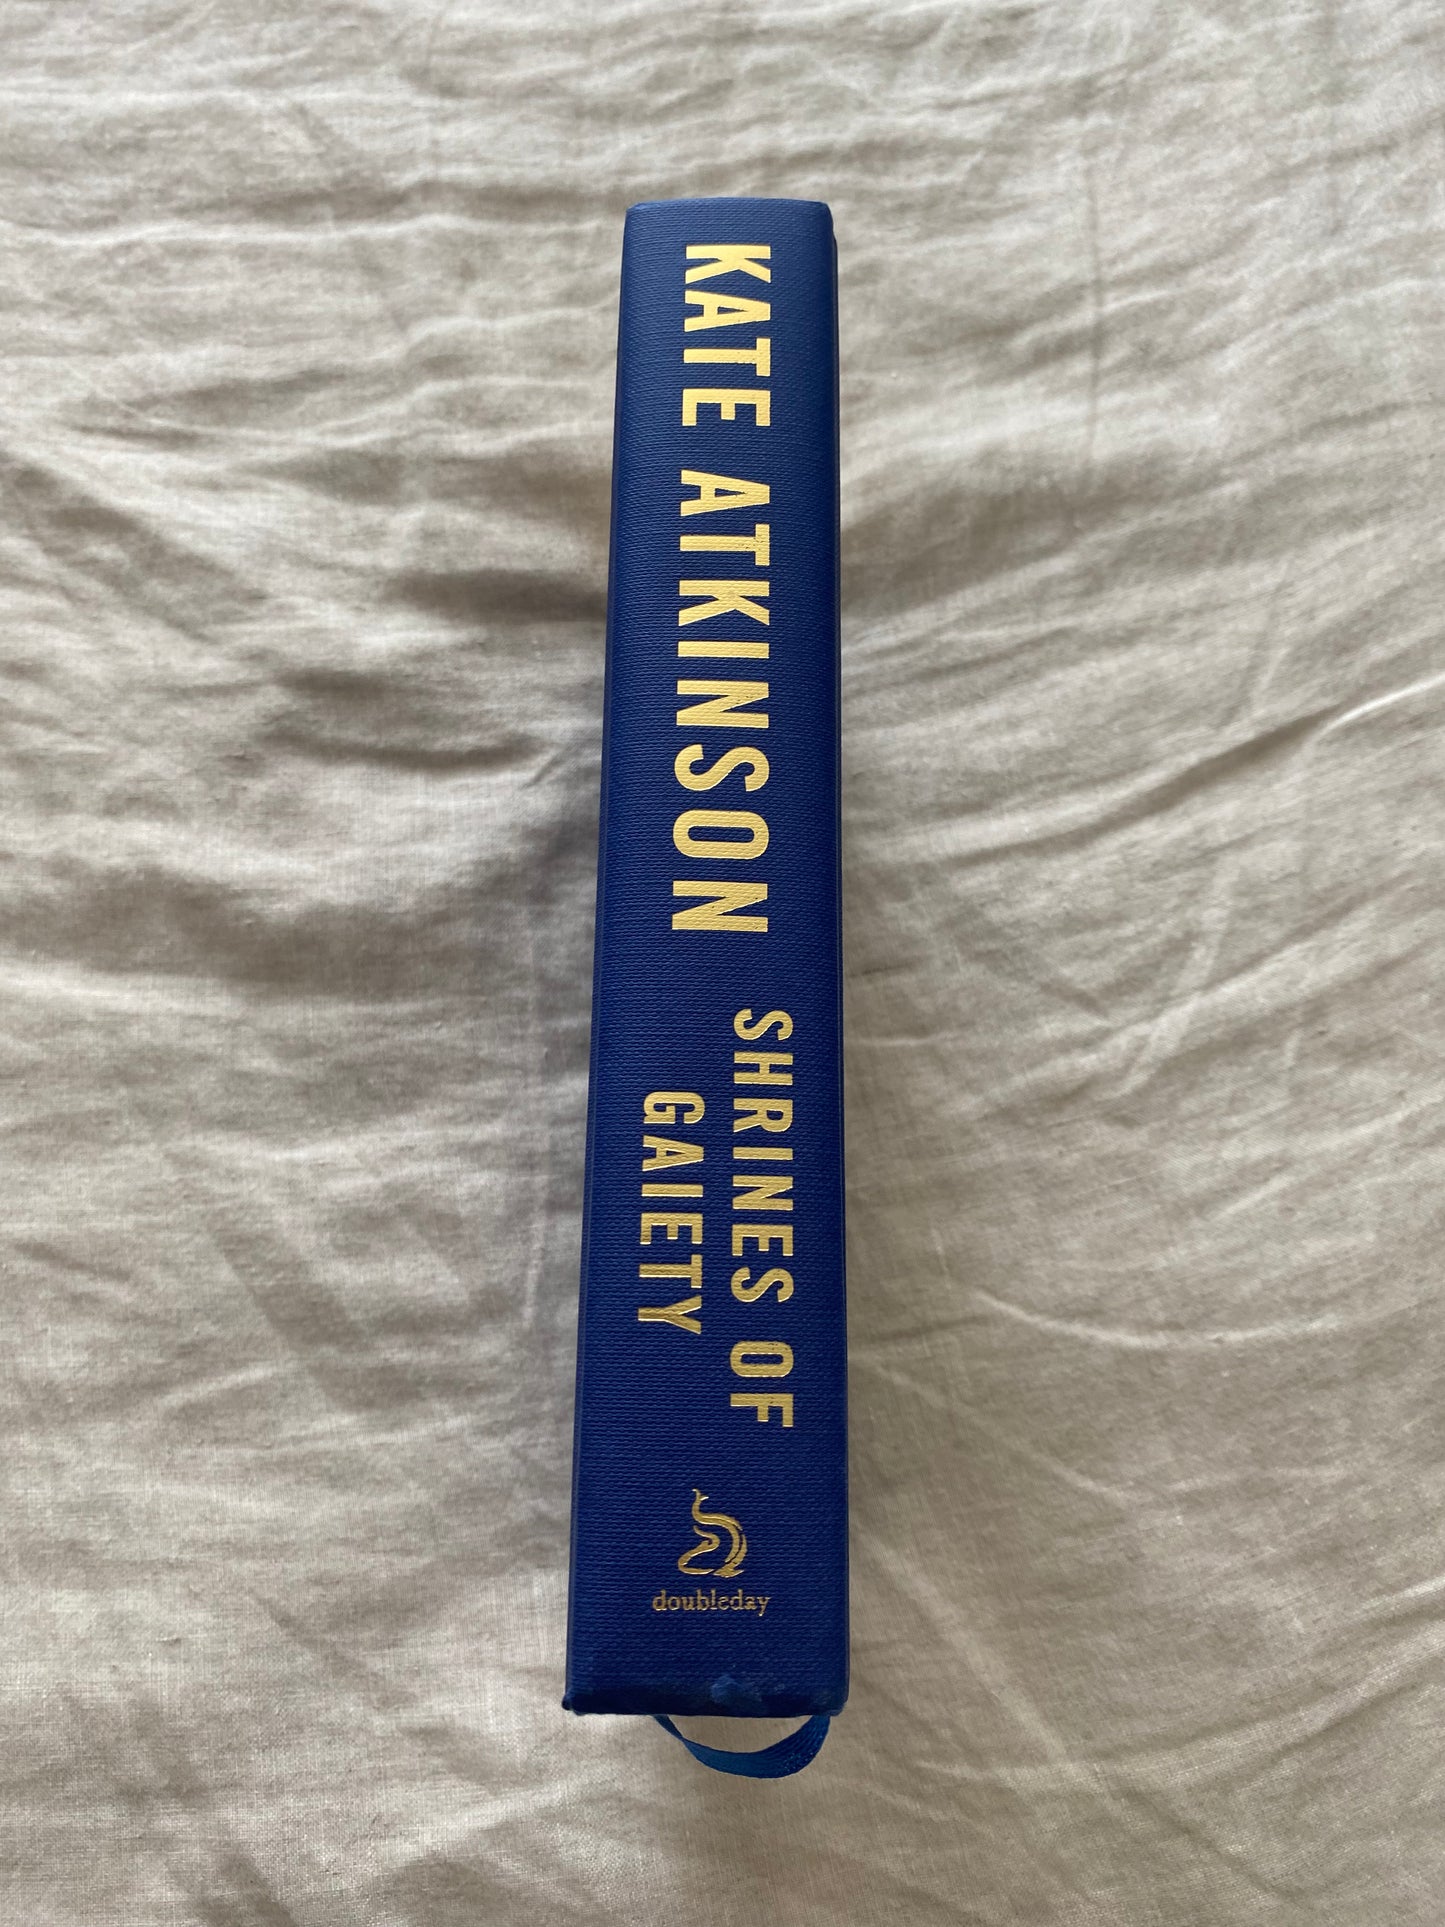 KATE ATKINSON
SHRINES OF
GAIETY
doubleday